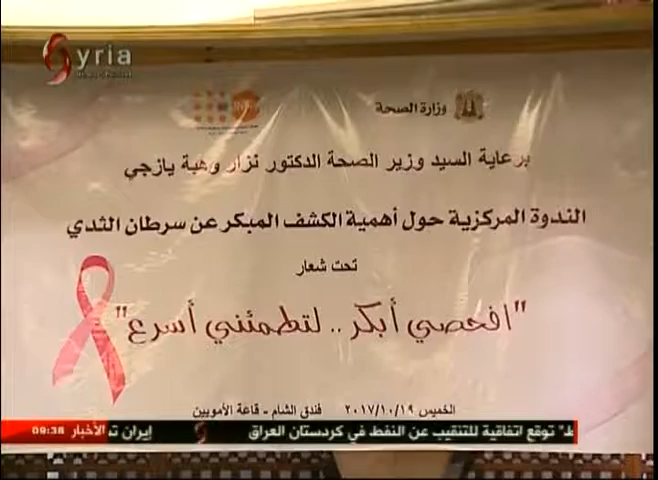 Syria
وزارة الصحة
برعاية السيد وزير الصحة الدكتور نزار وهبة يازجي
الندوة المركزية حول أهمية الكشف المبكر عن سرطان الثدي
تحت شعار
"افحصي أبكر .. لتطمئني أسرع"
الخميس ٢٠١٧/١٠/١٩ فندق الشام - قاعة الأمويين
ط" توقع اتفاقية للتنقيب عن النفط في كردستان العراق
إيران تد
الأخبار
09:38